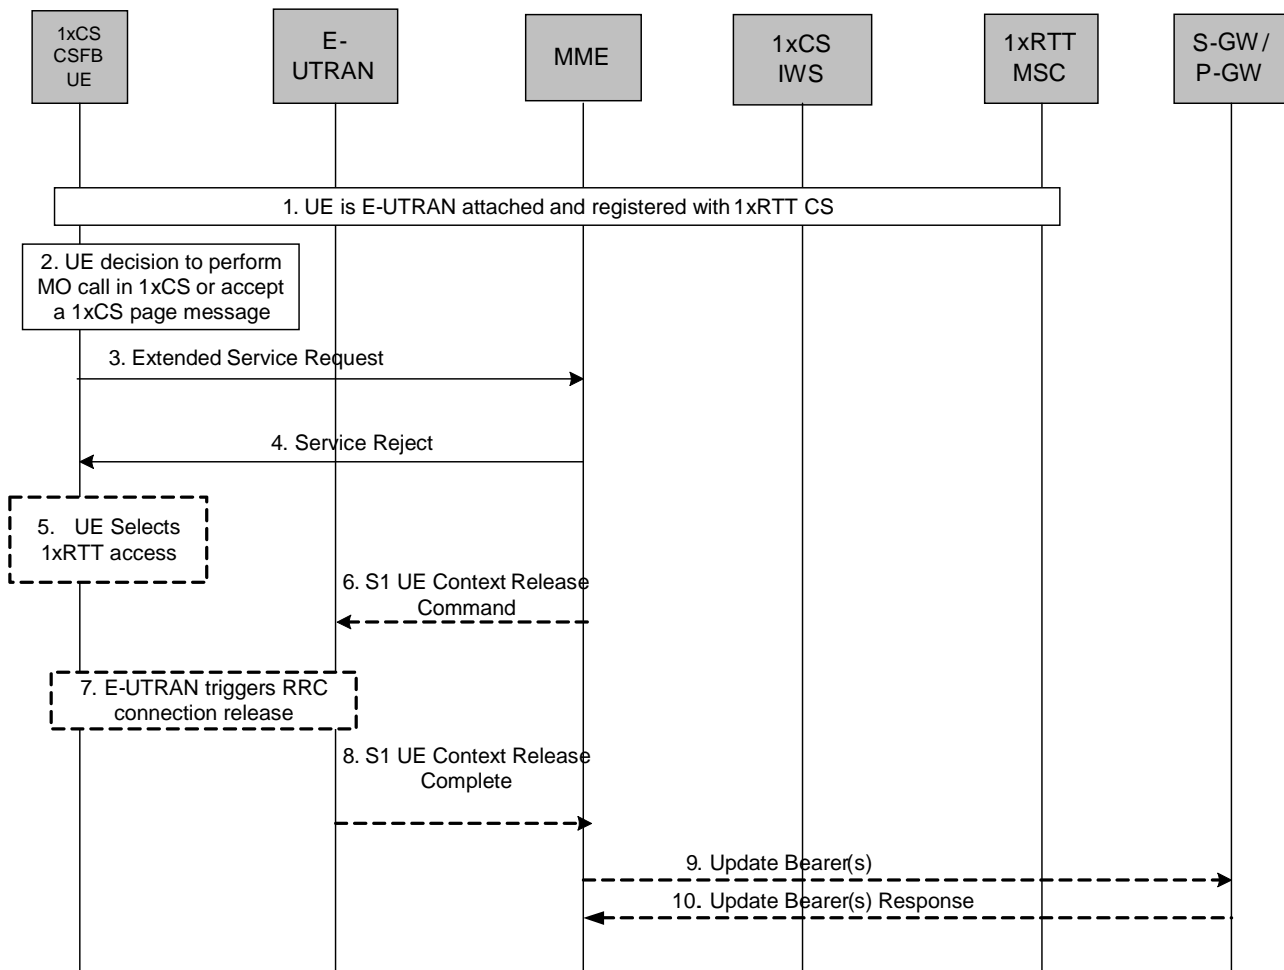 1xCS
CSFB
UE
E-
UTRAN
MME
1xCS
IWS
1xRTT
MSC
S-GW/
P-GW
1. UE is E-UTRAN attached and registered with 1xRTT CS
2. UE decision to perform
MO call in 1xCS or accept
a 1xCS page message
3. Extended Service Request
4. Service Reject
5. UE Selects
1xRTT access
6. S1 UE Context Release
Command
7. E-UTRAN triggers RRC
connection release
8. S1 UE Context Release
Complete
9. Update Bearer(s)
10. Update Bearer(s) Response